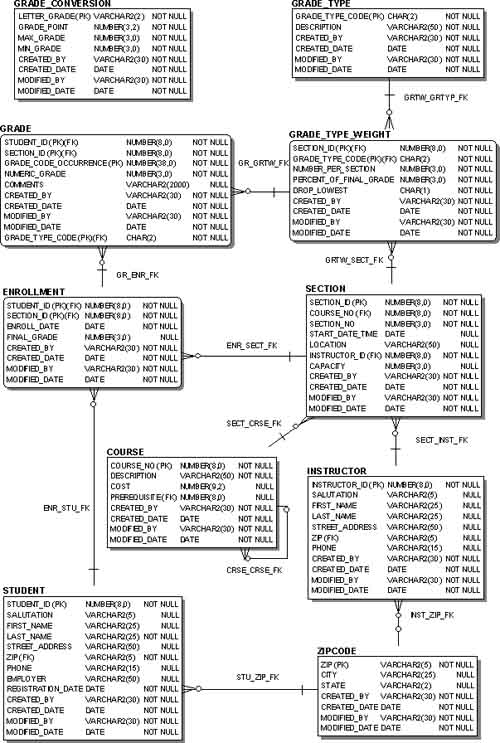 GRADE_CONVERSION
LETTER_GRADE(PK) VARCHAR2(2) NOT NULL
GRADE_POINT NUMBER(3,2) NOT NULL
MAX_GRADE NUMBER(3,0) NOT NULL
MIN_GRADE NUMBER(3,0) NOT NULL
CREATED_BY VARCHAR2(30) NOT NULL
CREATED_DATE DATE NOT NULL
MODIFIED_BY VARCHAR2(30) NOT NULL
MODIFIED_DATE DATE NOT NULL
GRADE_TYPE
GRADE_TYPE_CODE(PK) CHAR(2) NOT NULL
DESCRIPTION VARCHAR2(50) NOT NULL
CREATED_BY VARCHAR2(30) NOT NULL
CREATED_DATE DATE NOT NULL
MODIFIED_BY VARCHAR2(30) NOT NULL
MODIFIED_DATE DATE NOT NULL
GRTW_GRTYP_FK
GRADE
STUDENT_ID(PK)(FK) NUMBER(8,0) NOT NULL
SECTION_ID(PK)(FK) NUMBER(8,0) NOT NULL
GRADE_CODE_OCCURRENCE(PK) NUMBER(38,0) NOT NULL
NUMERIC_GRADE NUMBER(3,0) NOT NULL
COMMENTS VARCHAR2(2000) NULL
CREATED_BY VARCHAR2(30) NOT NULL
CREATED_DATE DATE NOT NULL
MODIFIED_BY VARCHAR2(30) NOT NULL
MODIFIED_DATE DATE NOT NULL
GRADE_TYPE_CODE(PK)(FK) CHAR(2) NOT NULL
GR_GRTW_FK
GRADE_TYPE_WEIGHT
SECTION_ID(PK)(FK) NUMBER(8,0) NOT NULL
GRADE_TYPE_CODE(PK)(FK) CHAR(2) NOT NULL
NUMBER_PER_SECTION NUMBER(3,0) NOT NULL
PERCENT_OF_FINAL_GRADE NUMBER(3,0) NOT NULL
DROP_LOWEST CHAR(1) NOT NULL
CREATED_BY VARCHAR2(30) NOT NULL
CREATED_DATE DATE NOT NULL
MODIFIED_BY VARCHAR2(30) NOT NULL
MODIFIED_DATE DATE NOT NULL
GR_ENR_FK
GRTW_SECT_FK
ENROLLMENT
STUDENT_ID(PK)(FK) NUMBER(8,0) NOT NULL
SECTION_ID(PK)(FK) NUMBER(8,0) NOT NULL
ENROLL_DATE DATE NOT NULL
FINAL_GRADE NUMBER(3,0) NULL
CREATED_BY VARCHAR2(30) NOT NULL
CREATED_DATE DATE NOT NULL
MODIFIED_BY VARCHAR2(30) NOT NULL
MODIFIED_DATE DATE NOT NULL
ENR_SECT_FK
SECTION
SECTION_ID(PK) NUMBER(8,0) NOT NULL
COURSE_NO(FK) NUMBER(8,0) NOT NULL
SECTION_NO NUMBER(3,0) NOT NULL
START_DATE_TIME DATE NULL
LOCATION VARCHAR2(50) NULL
INSTRUCTOR_ID(FK) NUMBER(8,0) NOT NULL
CAPACITY NUMBER(3,0) NULL
CREATED_BY VARCHAR2(30) NOT NULL
CREATED_DATE DATE NOT NULL
MODIFIED_BY VARCHAR2(30) NOT NULL
MODIFIED_DATE DATE NOT NULL
SECT_CRSE_FK
SECT_INST_FK
COURSE
COURSE_NO(PK) NUMBER(8,0) NOT NULL
DESCRIPTION VARCHAR2(50) NOT NULL
COST NUMBER(9,2) NULL
PREREQUISITE(FK) NUMBER(8,0) NULL
CREATED_BY VARCHAR2(30) NOT NULL
CREATED_DATE DATE NOT NULL
MODIFIED_BY VARCHAR2(30) NOT NULL
MODIFIED_DATE DATE NOT NULL
CRSE_CRSE_FK
ENR_STU_FK
INSTRUCTOR
INSTRUCTOR_ID(PK) NUMBER(8,0) NOT NULL
SALUTATION VARCHAR2(5) NULL
FIRST_NAME VARCHAR2(25) NULL
LAST_NAME VARCHAR2(25) NULL
STREET_ADDRESS VARCHAR2(50) NULL
ZIP(FK) VARCHAR2(5) NULL
PHONE VARCHAR2(15) NULL
CREATED_BY VARCHAR2(30) NOT NULL
CREATED_DATE DATE NOT NULL
MODIFIED_BY VARCHAR2(30) NOT NULL
MODIFIED_DATE DATE NOT NULL
INST_ZIP_FK
STUDENT
STUDENT_ID(PK) NUMBER(8,0) NOT NULL
SALUTATION VARCHAR2(5) NULL
FIRST_NAME VARCHAR2(25) NULL
LAST_NAME VARCHAR2(25) NOT NULL
STREET_ADDRESS VARCHAR2(50) NULL
ZIP(FK) VARCHAR2(5) NOT NULL
PHONE VARCHAR2(15) NULL
EMPLOYER VARCHAR2(50) NULL
REGISTRATION_DATE DATE NOT NULL
CREATED_BY VARCHAR2(30) NOT NULL
CREATED_DATE DATE NOT NULL
MODIFIED_BY VARCHAR2(30) NOT NULL
MODIFIED_DATE DATE NOT NULL
STU_ZIP_FK
ZIPCODE
ZIP(PK) VARCHAR2(5) NOT NULL
CITY VARCHAR2(25) NULL
STATE VARCHAR2(2) NULL
CREATED_BY VARCHAR2(30) NOT NULL
CREATED_DATE DATE NOT NULL
MODIFIED_BY VARCHAR2(30) NOT NULL
MODIFIED_DATE DATE NOT NULL